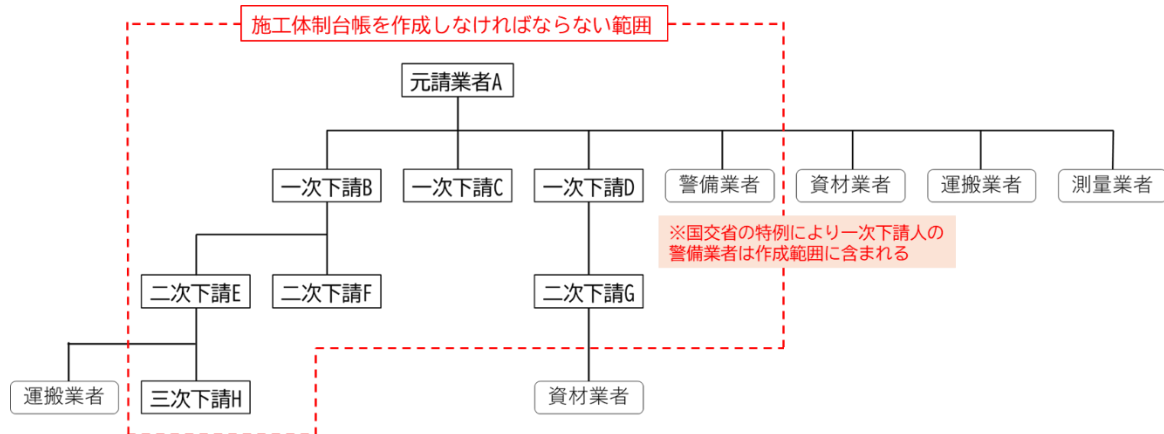 施工体制台帳を作成しなければならない範囲
元請業者A
一次下請B
一次下請C
一次下請D
警備業者
資材業者
運搬業者
測量業者
※国交省の特例により一次下請人の
警備業者は作成範囲に含まれる
二次下請E
二次下請F
二次下請G
運搬業者
三次下請H
資材業者